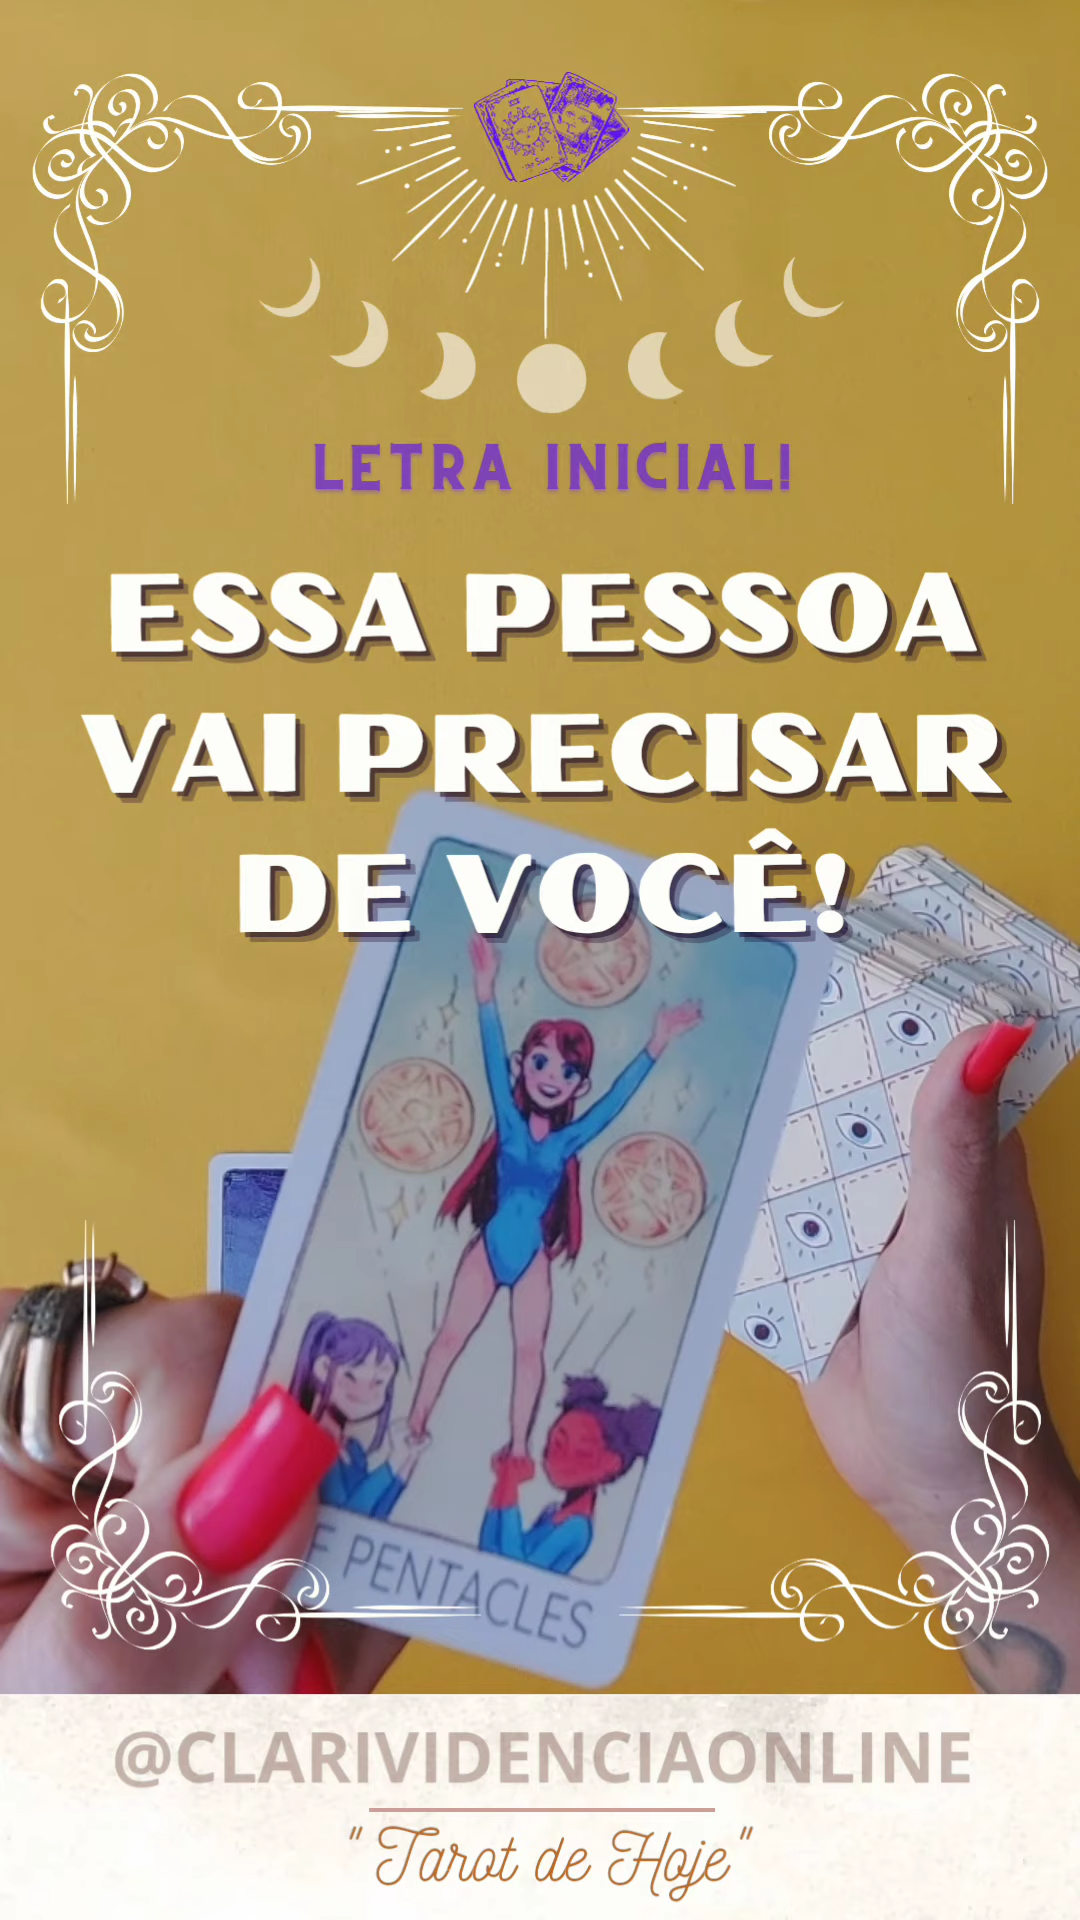 LETRA INICIAL!
ESSA PESSOA
VAI PRECISAR
DE VOCÊ!
PENTACLES
@CLARIVIDENCIAONLINE
"Tarot de Hoje"